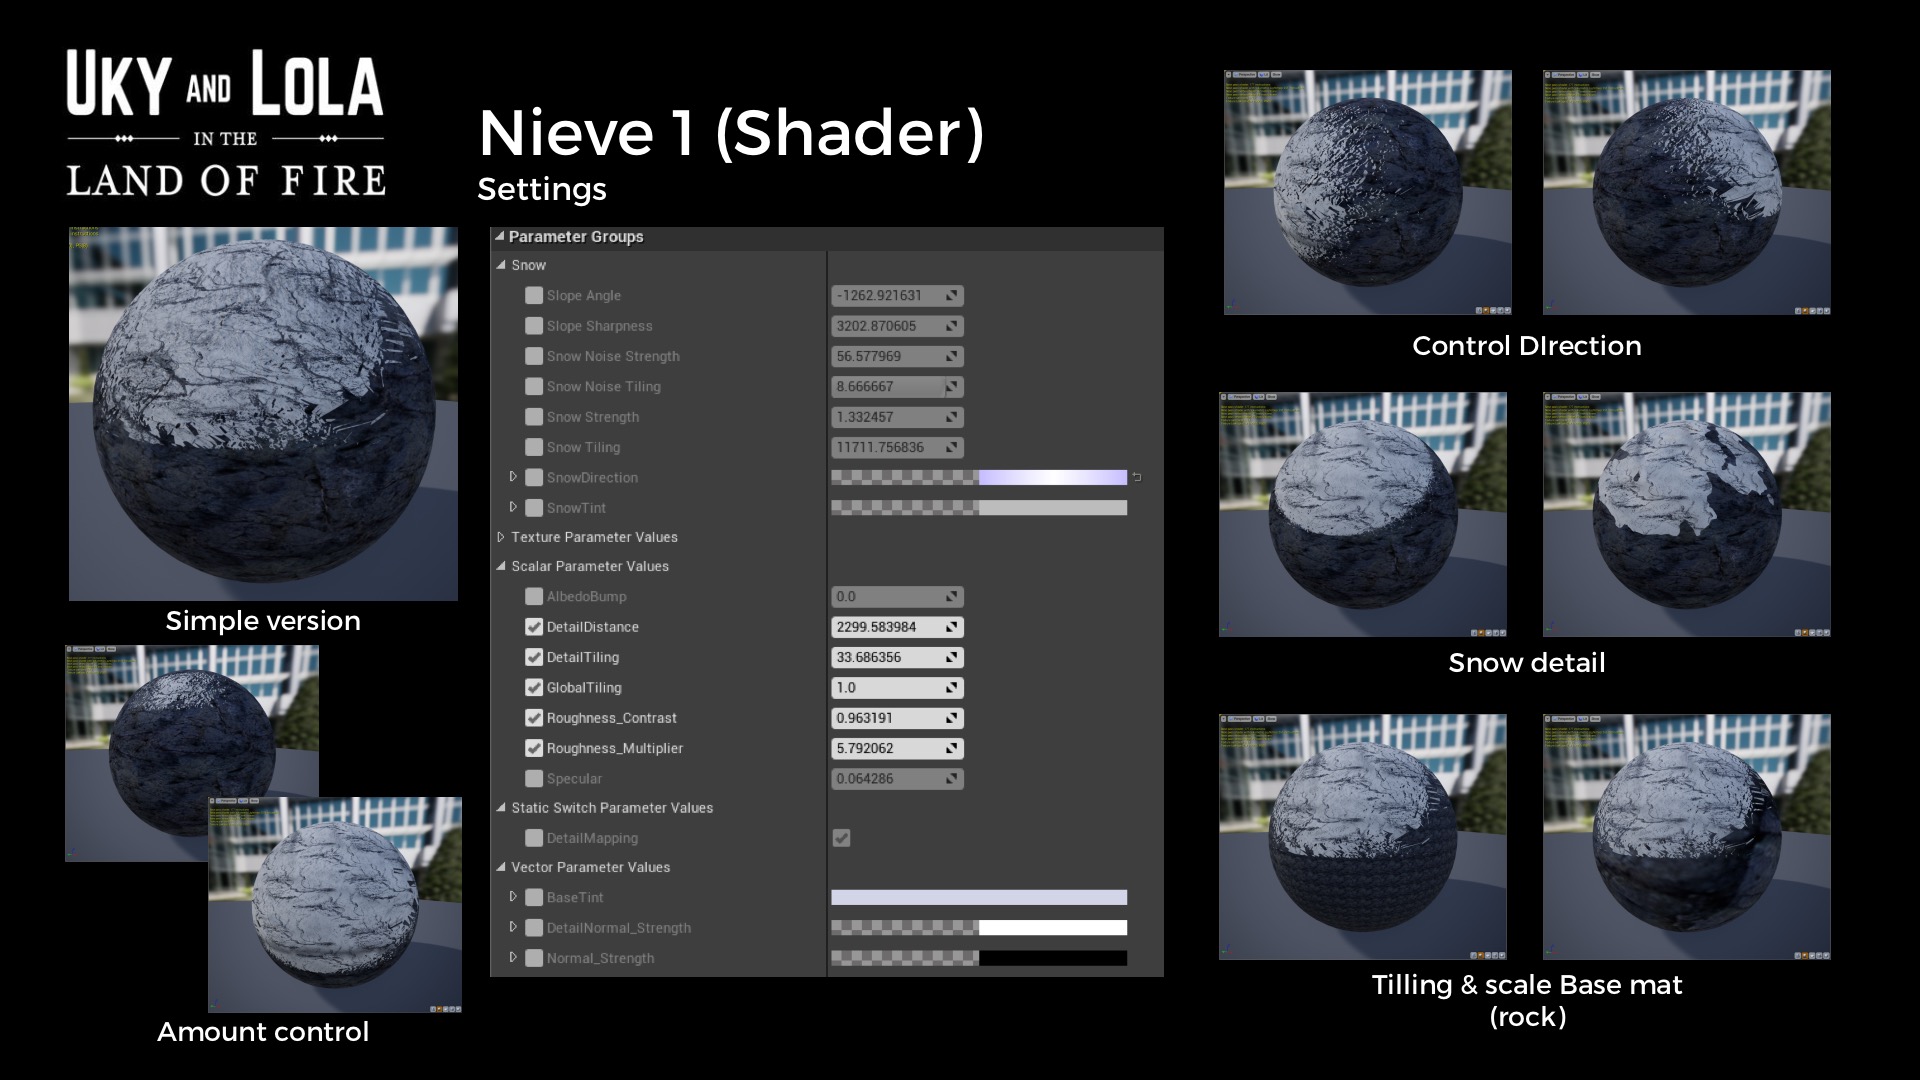 UKY AND LOLA
IN THE
LAND OF FIRE
Nieve 1 (Shader)
Settings
Simple version
Amount control
Parameter Groups
Snow
Slope Angle -1262.921631
Slope Sharpness 3202.870605
Snow Noise Strength 56.577969
Snow Noise Tiling 8.666667
Snow Strength 1.332457
Snow Tiling 11711.756836
SnowDirection
SnowTint
Texture Parameter Values
Scalar Parameter Values
AlbedoBump 0.0
DetailDistance 2299.583984
DetailTiling 33.686356
GlobalTiling 1.0
Roughness_Contrast 0.963191
Roughness_Multiplier 5.792062
Specular 0.064286
Static Switch Parameter Values
DetailMapping
Vector Parameter Values
BaseTint
DetailNormal_Strength
Normal_Strength
Control DIrection
Snow detail
Tilling & scale Base mat
(rock)